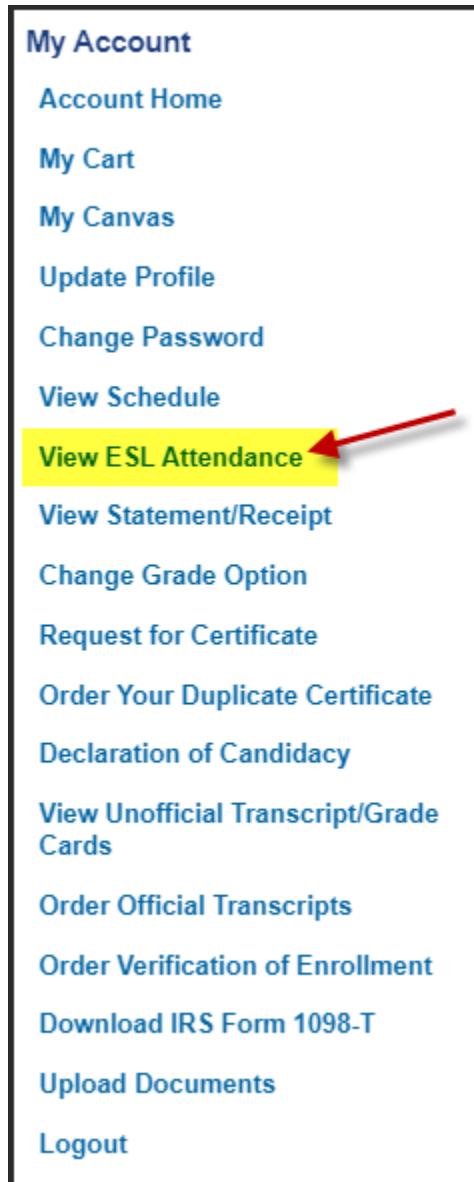 My Account
Account Home
My Cart
My Canvas
Update Profile
Change Password
View Schedule
View ESL Attendance
View Statement/Receipt
Change Grade Option
Request for Certificate
Order Your Duplicate Certificate
Declaration of Candidacy
View Unofficial Transcript/Grade
Cards
Order Official Transcripts
Order Verification of Enrollment
Download IRS Form 1098-T
Upload Documents
Logout